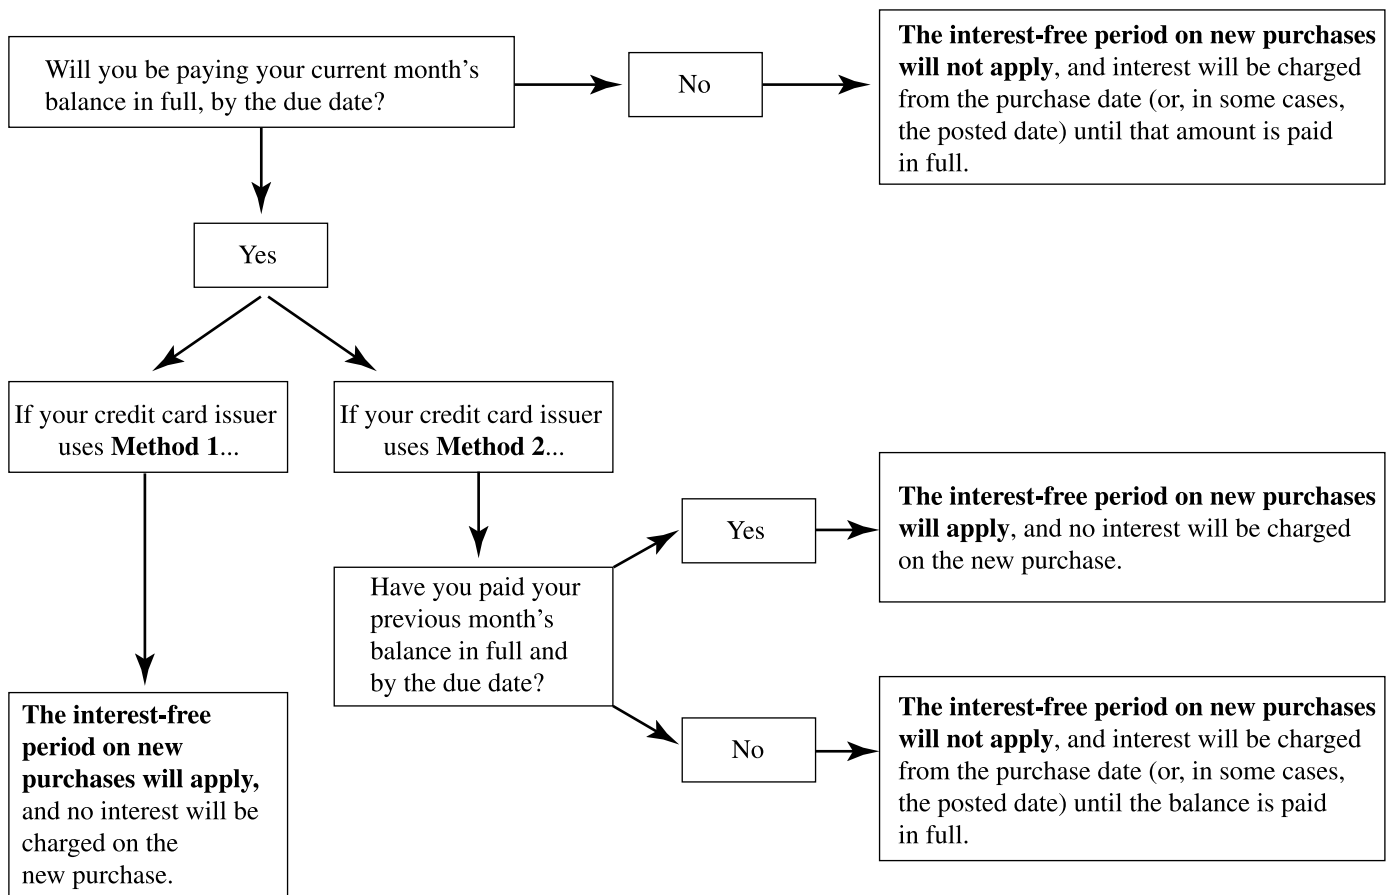 Will you be paying your current month's
balance in full, by the due date?
No
The interest-free period on new purchases
will not apply, and interest will be charged
from the purchase date (or, in some cases,
the posted date) until that amount is paid
in full.
Yes
If your credit card issuer
uses Method 1...
If your credit card issuer
uses Method 2...
Have you paid your
previous month's
balance in full and
by the due date?
Yes
The interest-free period on new purchases
will apply, and no interest will be charged
on the new purchase.
No
The interest-free period on new purchases
will not apply, and interest will be charged
from the purchase date (or, in some cases,
the posted date) until the balance is paid
in full.
The interest-free
period on new
purchases will apply,
and no interest will be
charged on the
new purchase.